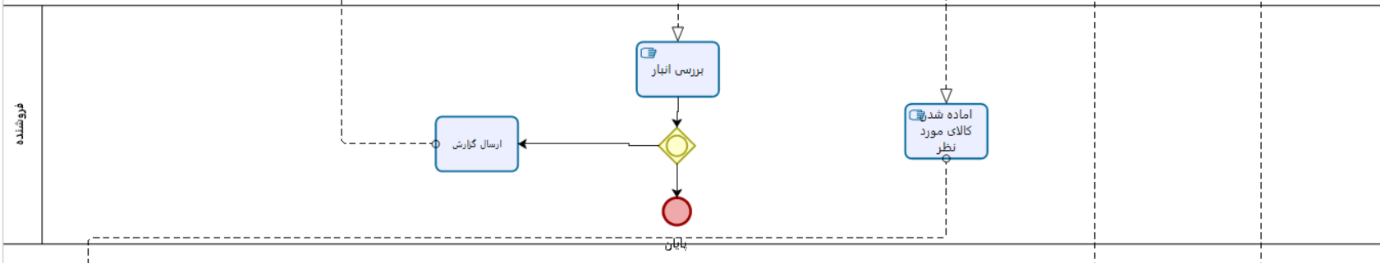 فروشنده
بررسی انبار
ارسال گزارش
اماده شدن
کالای مورد
نظر
پایان